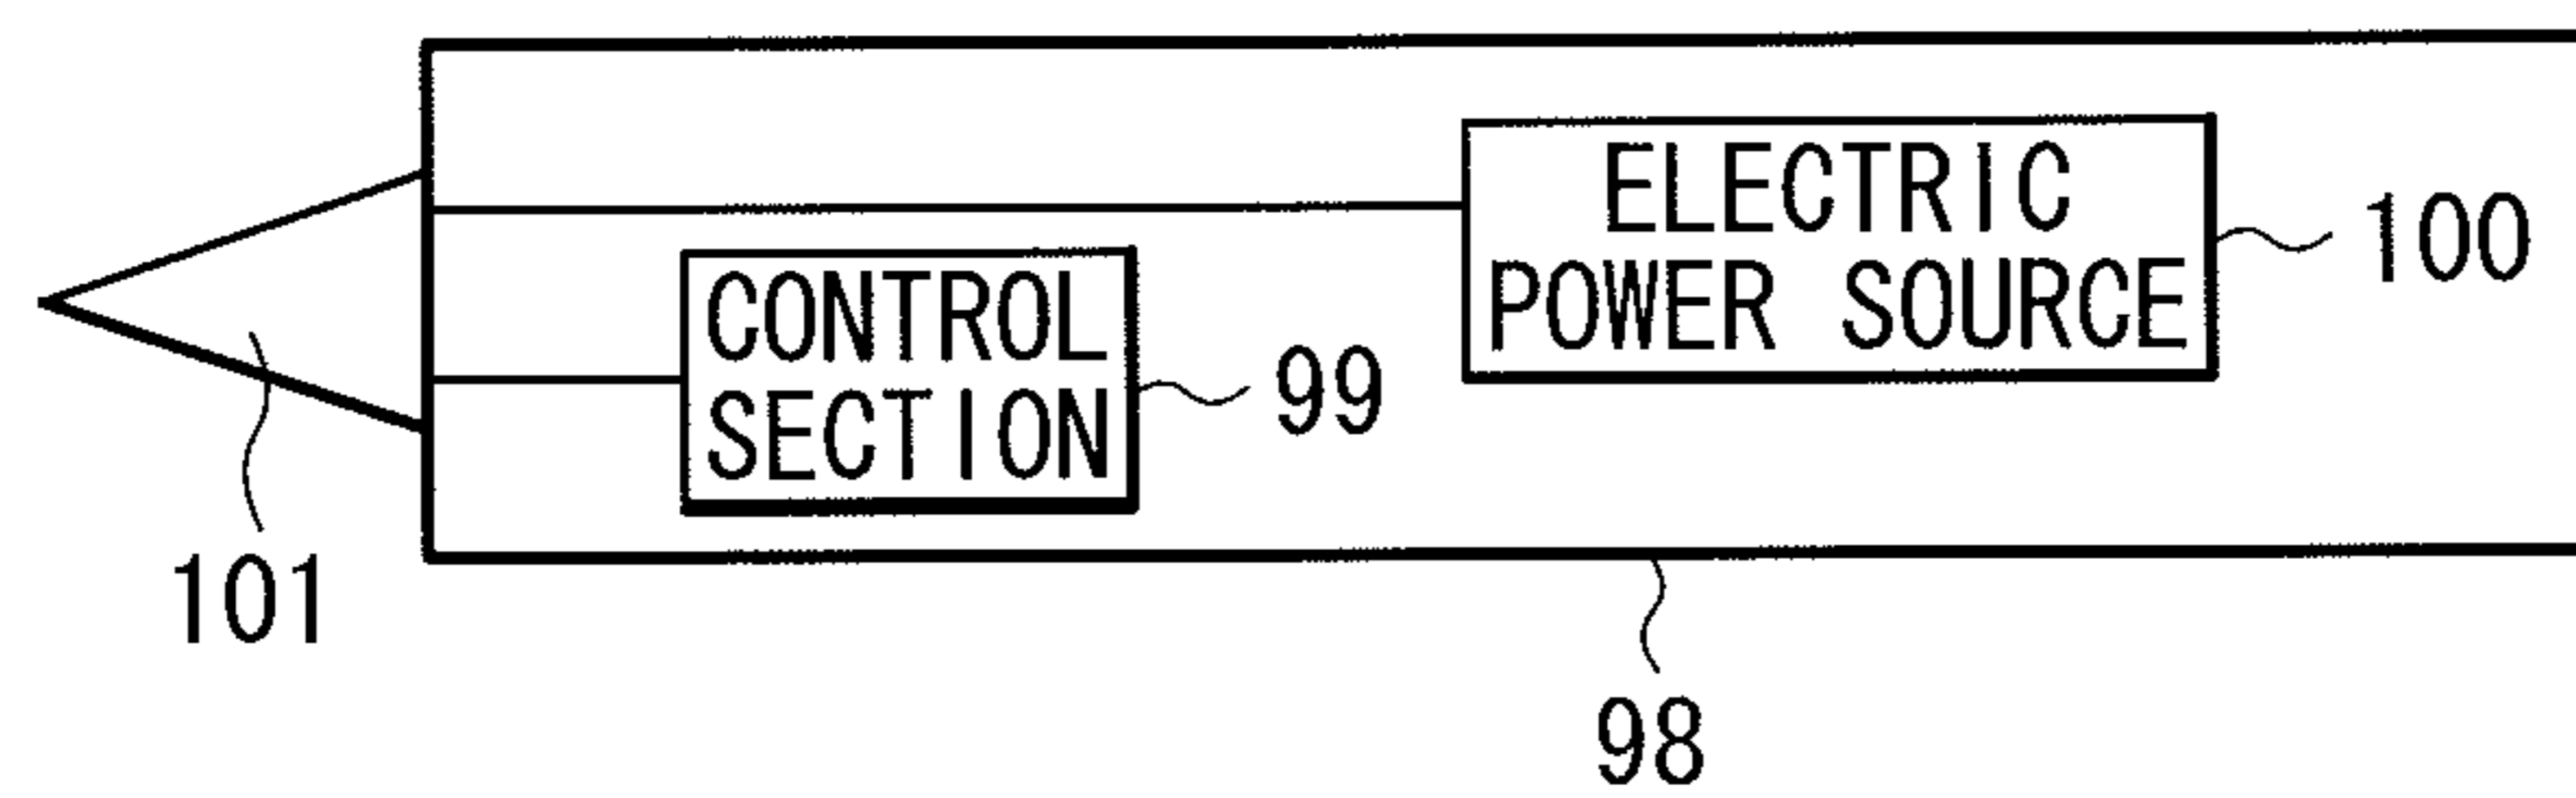 ELECTRIC
POWER SOURCE
100
CONTROL
SECTION
99
101
98